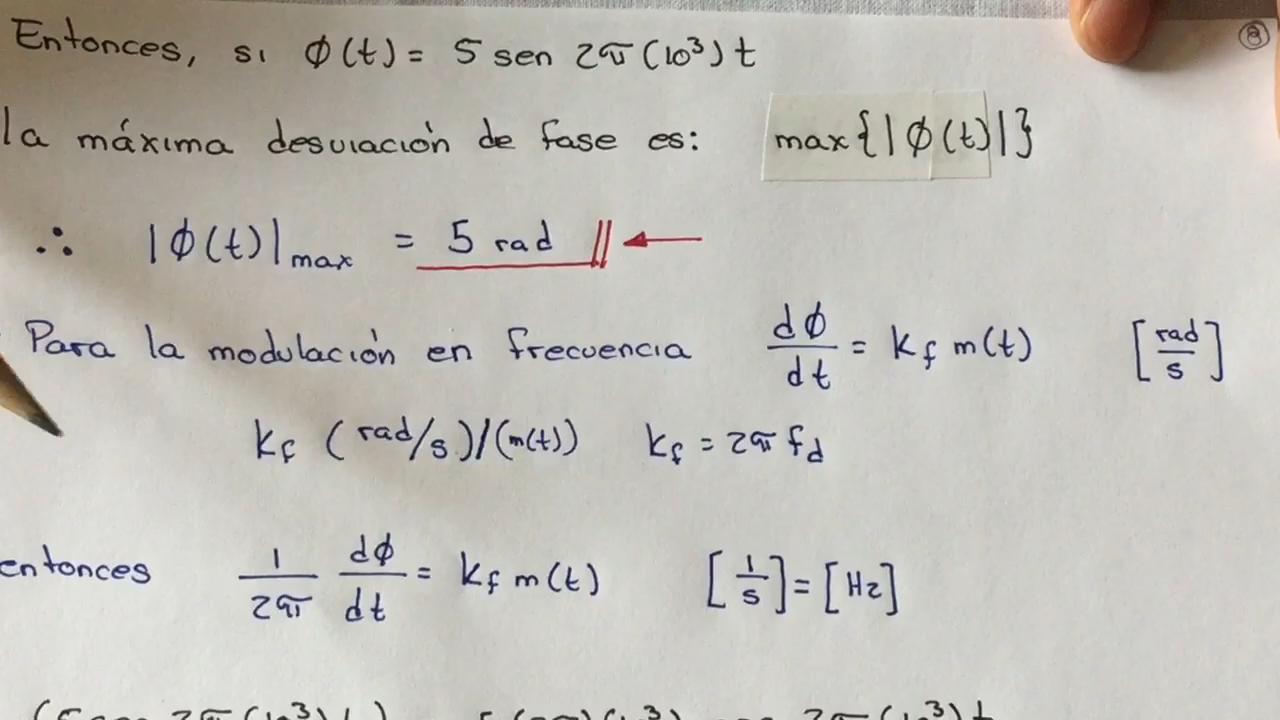 ⑧
Entonces, si ϕ(t) = 5 sen 2π(10³)t
la máxima desviación de fase es: max{|ϕ(t)|}
∴ |ϕ(t)|max = 5 rad
Para la modulación en frecuencia dϕ/dt = kf m(t) [rad/s]
kf (rad/s)/(m(t)) kf = 2π fd
entonces 1/2π dϕ/dt = kf m(t) [1/s] = [Hz]